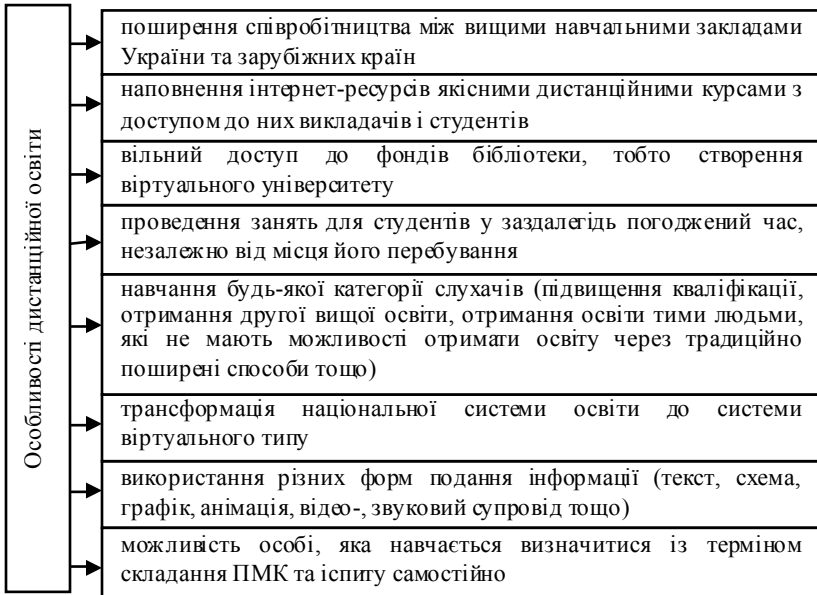 Особливості дистанційної освіти
поширення співробітництва між вищими навчальними закладами
України та зарубіжних країн
наповнення інтернет-ресурсів якісними дистанційними курсами з
доступом до них викладачів і студентів
вільний доступ до фондів бібліотеки, тобто створення
віртуального університету
проведення занять для студентів у заздалегідь погоджений час,
незалежно від місця його перебування
навчання будь-якої категорії слухачів (підвищення кваліфікації,
отримання другої вищої освіти, отримання освіти тими людьми,
які не мають можливості отримати освіту через традиційно
поширені способи тощо)
трансформація національної системи освіти до системи
віртуального типу
використання різних форм подання інформації (текст, схема,
графік, анімація, відео-, звуковий супровід тощо)
можливість особі, яка навчається визначитися із терміном
складання ПМК та іспиту самостійно